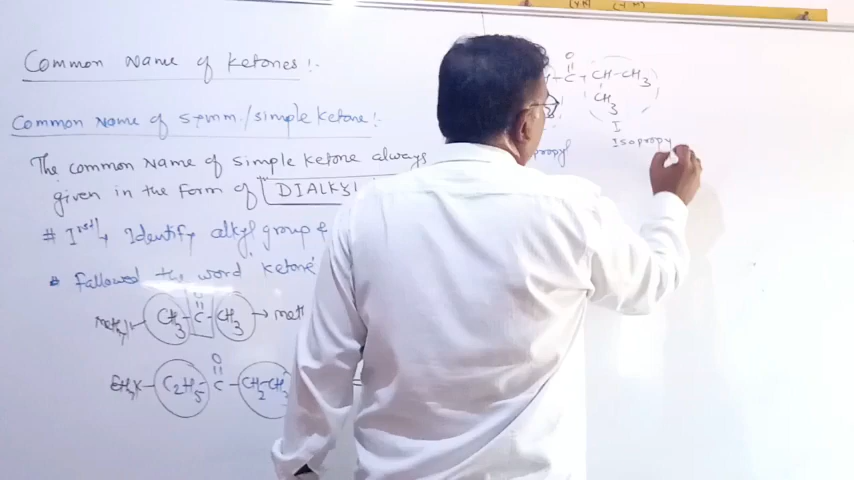 Common Name of Ketones :-
Common Name of symm./simple ketone :-
The common Name of simple ketone always
given in the form of DIALKYL
# Ist Identify alkyl group &
followed the word 'ketone'
methyl CH3 - C - CH3 → meth
O
C2H5 - C - CH2-CH3
O
- C - CH-CH3
CH3
I
propyl Isopropy